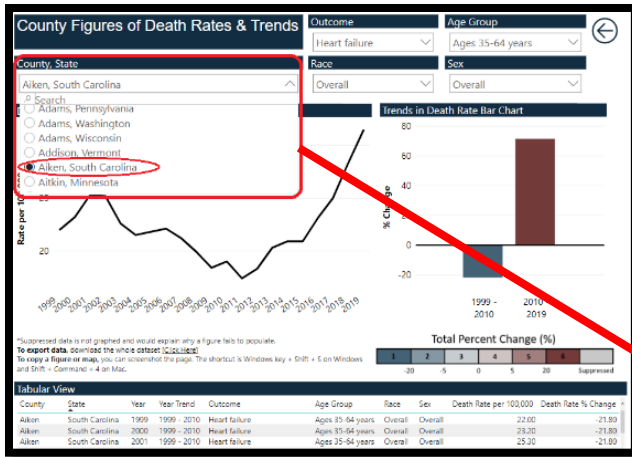 County Figures of Death Rates & Trends
Outcome
Heart failure
Age Group
Ages 35-64 years
County, State
Aiken, South Carolina
Race
Overall
Sex
Overall
Search
Adams, Pennsylvania
Adams, Washington
Adams, Wisconsin
Addison, Vermont
Aiken, South Carolina
Aitkin, Minnesota
Rate per 100,000
20
1999 2000 2001 2002 2003 2004 2005 2006 2007 2008 2009 2010 2011 2012 2013 2014 2015 2016 2017 2018 2019
Trends in Death Rate Bar Chart
% Change
80
60
40
20
0
-20
1999 - 2010
2010 2019
Total Percent Change (%)
1 2 3 4 5 6
-20 -5 0 5 20 Suppressed
*Suppressed data is not graphed and would explain why a figure fails to populate.
To export data, download the whole dataset [Click Here]
To copy a figure or map, you can screenshot the page. The shortcut is Windows key + Shift + S on Windows
and Shift + Command + 4 on Mac.
Tabular View
County State Year Year Trend Outcome Age Group Race Sex Death Rate per 100,000 Death Rate % Change
Aiken South Carolina 1999 1999 - 2010 Heart failure Ages 35-64 years Overall Overall 22.00 -21.80
Aiken South Carolina 2000 1999 - 2010 Heart failure Ages 35-64 years Overall Overall 23.20 -21.80
Aiken South Carolina 2001 1999 - 2010 Heart failure Ages 35-64 years Overall Overall 25.30 -21.80